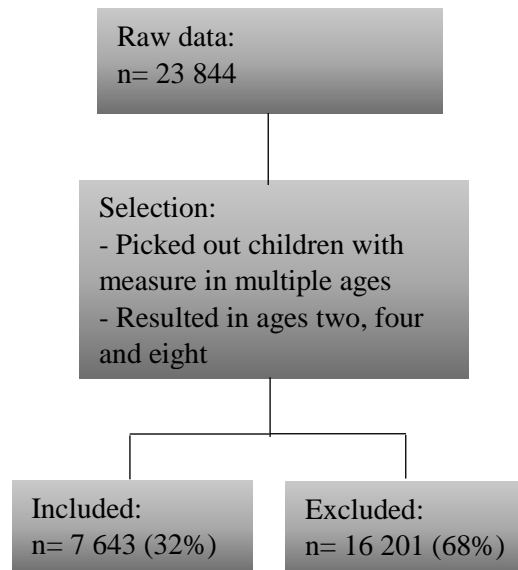 Raw data:
n= 23 844
Selection:
- Picked out children with
measure in multiple ages
- Resulted in ages two, four
and eight
Included:
n= 7 643 (32%)
Excluded:
n= 16 201 (68%)